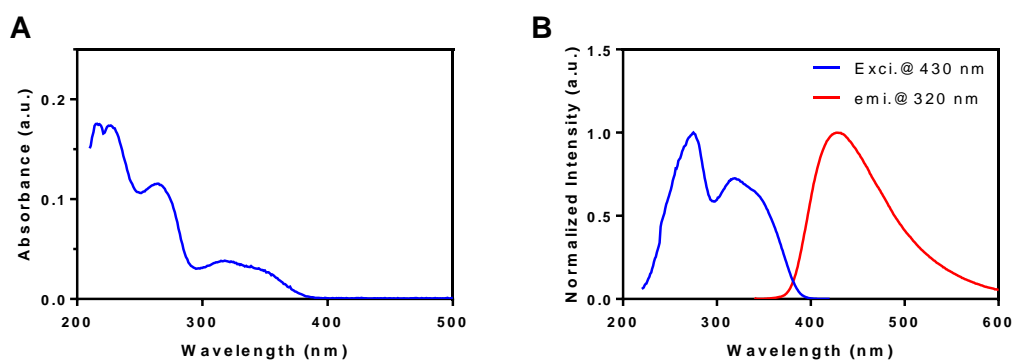 A
Absorbance (a.u.)
0.2
0.1
0.0
200 300 400 500
Wavelength (nm)
B
Normalized Intensity (a.u.)
1.5
1.0
0.5
0.0
Exci.@ 430 nm
emi.@ 320 nm
200 300 400 500 600
Wavelength (nm)